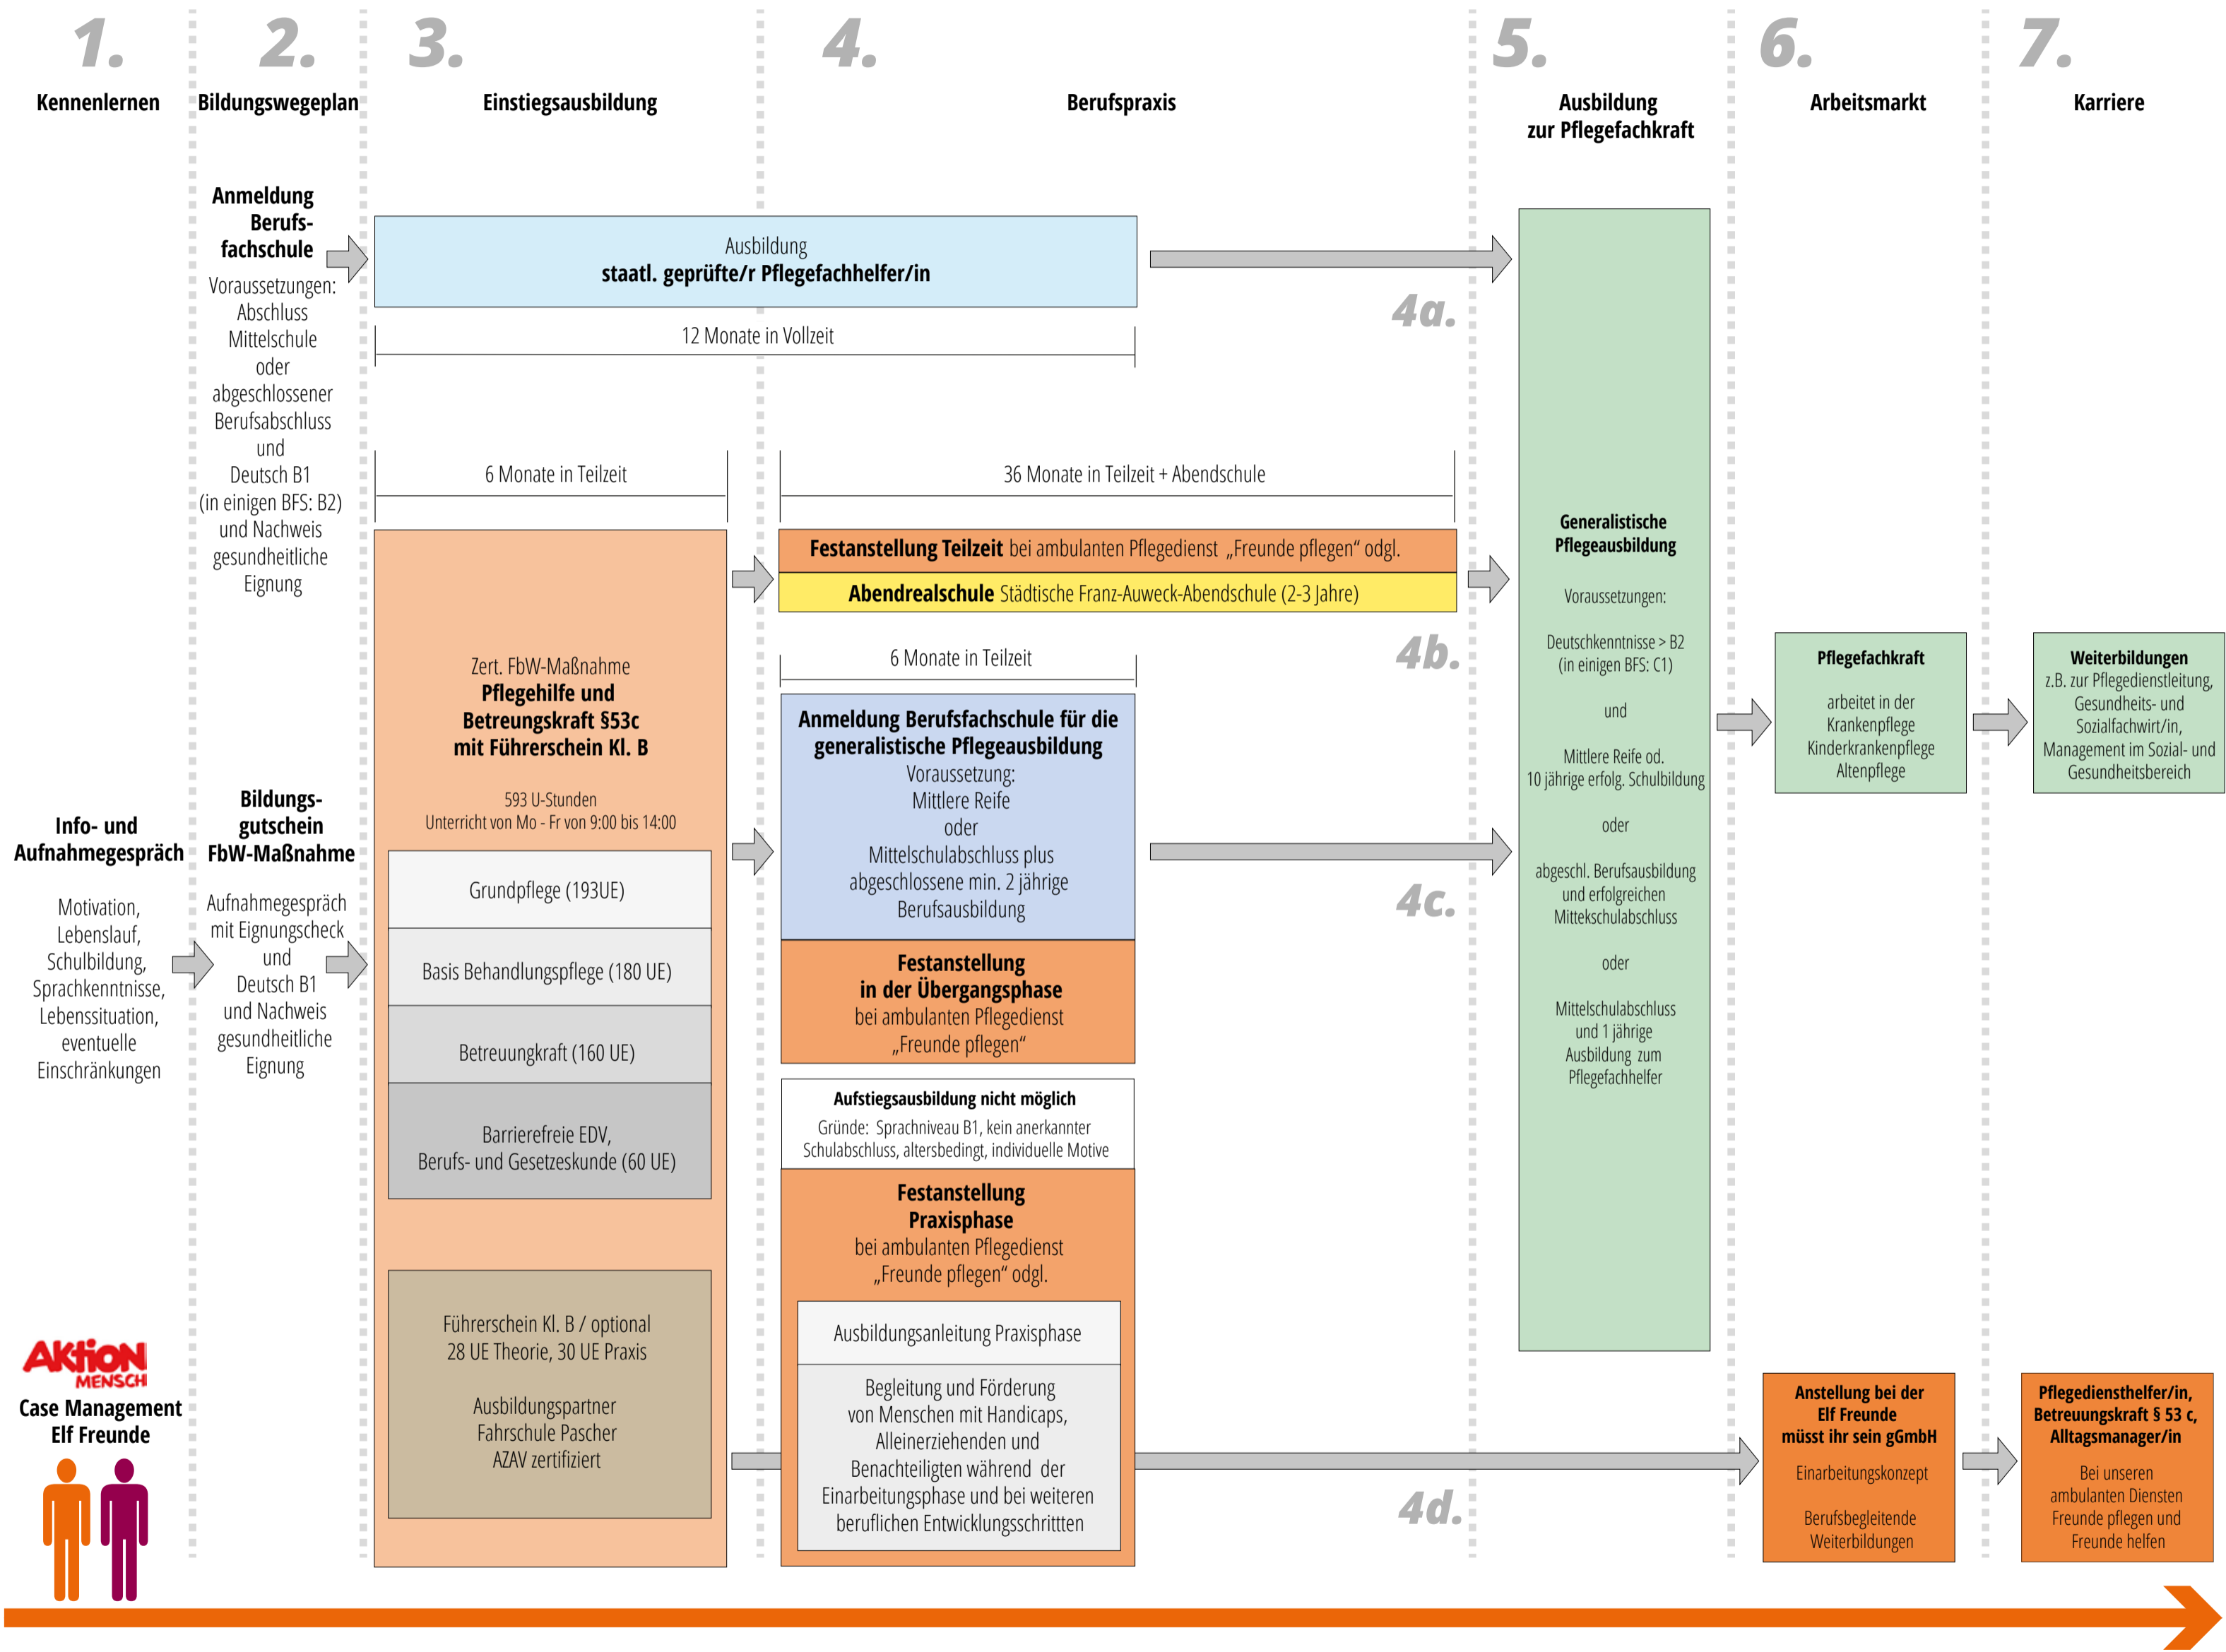 1.
Kennenlernen
2.
Bildungswegeplan
3.
Einstiegsausbildung
4.
Berufspraxis
5.
Ausbildung
zur Pflegefachkraft
6.
Arbeitsmarkt
7.
Karriere
Info- und
Aufnahmegespräch
Motivation,
Lebenslauf,
Schulbildung,
Sprachkenntnisse,
Lebenssituation,
eventuelle
Einschränkungen
AKtiON
MENSCH
Case Management
Elf Freunde
Anmeldung
Berufs-
fachschule
Voraussetzungen:
Abschluss
Mittelschule
oder
abgeschlossener
Berufsabschluss
und
Deutsch B1
(in einigen BFS: B2)
und Nachweis
gesundheitliche
Eignung
Bildungs-
gutschein
FbW-Maßnahme
Aufnahmegespräch
mit Eignungscheck
und
Deutsch B1
und Nachweis
gesundheitliche
Eignung
Ausbildung
staatl. geprüfte/r Pflegefachhelfer/in
12 Monate in Vollzeit
4a.
6 Monate in Teilzeit
Zert. FbW-Maßnahme
Pflegehilfe und
Betreungskraft §53c
mit Führerschein Kl. B
593 U-Stunden
Unterricht von Mo - Fr von 9:00 bis 14:00
Grundpflege (193UE)
Basis Behandlungspflege (180 UE)
Betreuungkraft (160 UE)
Barrierefreie EDV,
Berufs- und Gesetzeskunde (60 UE)
Führerschein Kl. B / optional
28 UE Theorie, 30 UE Praxis
Ausbildungspartner
Fahrschule Pascher
AZAV zertifiziert
36 Monate in Teilzeit + Abendschule
Festanstellung Teilzeit bei ambulanten Pflegedienst „Freunde pflegen“ odgl.
Abendrealschule Städtische Franz-Auweck-Abendschule (2-3 Jahre)
4b.
6 Monate in Teilzeit
Anmeldung Berufsfachschule für die
generalistische Pflegeausbildung
Voraussetzung:
Mittlere Reife
oder
Mittelschulabschluss plus
abgeschlossene min. 2 jährige
Berufsausbildung
4c.
Festanstellung
in der Übergangsphase
bei ambulanten Pflegedienst
„Freunde pflegen“
Aufstiegsausbildung nicht möglich
Gründe: Sprachniveau B1, kein anerkannter
Schulabschluss, altersbedingt, individuelle Motive
Festanstellung
Praxisphase
bei ambulanten Pflegedienst
„Freunde pflegen“ odgl.
Ausbildungsanleitung Praxisphase
Begleitung und Förderung
von Menschen mit Handicaps,
Alleinerziehenden und
Benachteiligten während der
Einarbeitungsphase und bei weiteren
beruflichen Entwicklungsschrittten
4d.
Generalistische
Pflegeausbildung
Voraussetzungen:
Deutschkenntnisse > B2
(in einigen BFS: C1)
und
Mittlere Reife od.
10 jährige erfolg. Schulbildung
oder
abgeschl. Berufsausbildung
und erfolgreichen
Mittekschulabschluss
oder
Mittelschulabschluss
und 1 jährige
Ausbildung zum
Pflegefachhelfer
Pflegefachkraft
arbeitet in der
Krankenpflege
Kinderkrankenpflege
Altenpflege
Weiterbildungen
z.B. zur Pflegedienstleitung,
Gesundheits- und
Sozialfachwirt/in,
Management im Sozial- und
Gesundheitsbereich
Anstellung bei der
Elf Freunde
müsst ihr sein gGmbH
Einarbeitungskonzept
Berufsbegleitende
Weiterbildungen
Pflegediensthelfer/in,
Betreuungskraft § 53 c,
Alltagsmanager/in
Bei unseren
ambulanten Diensten
Freunde pflegen und
Freunde helfen